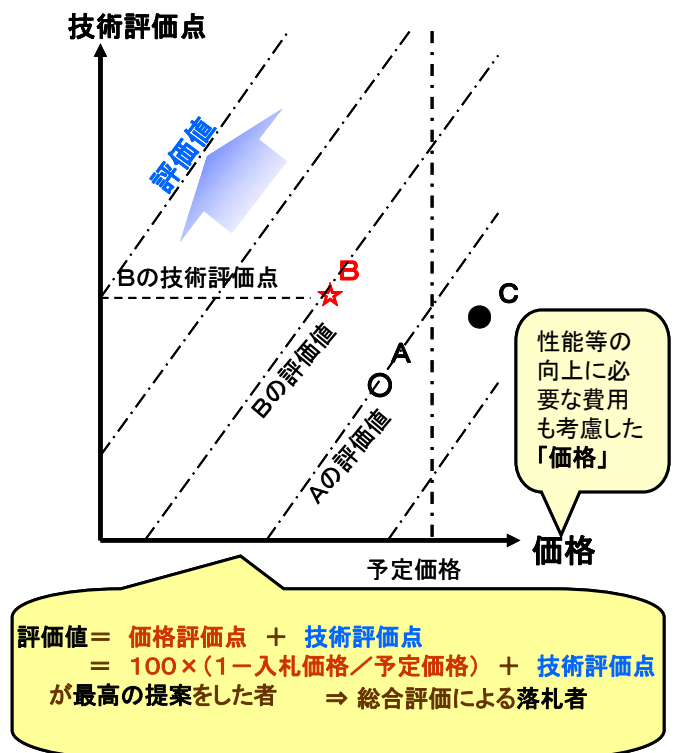 技術評価点
評価値
Bの技術評価点
B
C
A
Bの評価値
Aの評価値
性能等の
向上に必
要な費用
も考慮した
「価格」
価格
予定価格
評価値＝ 価格評価点 ＋ 技術評価点
＝ 100×（1－入札価格／予定価格） ＋ 技術評価点
が最高の提案をした者 ⇒ 総合評価による落札者